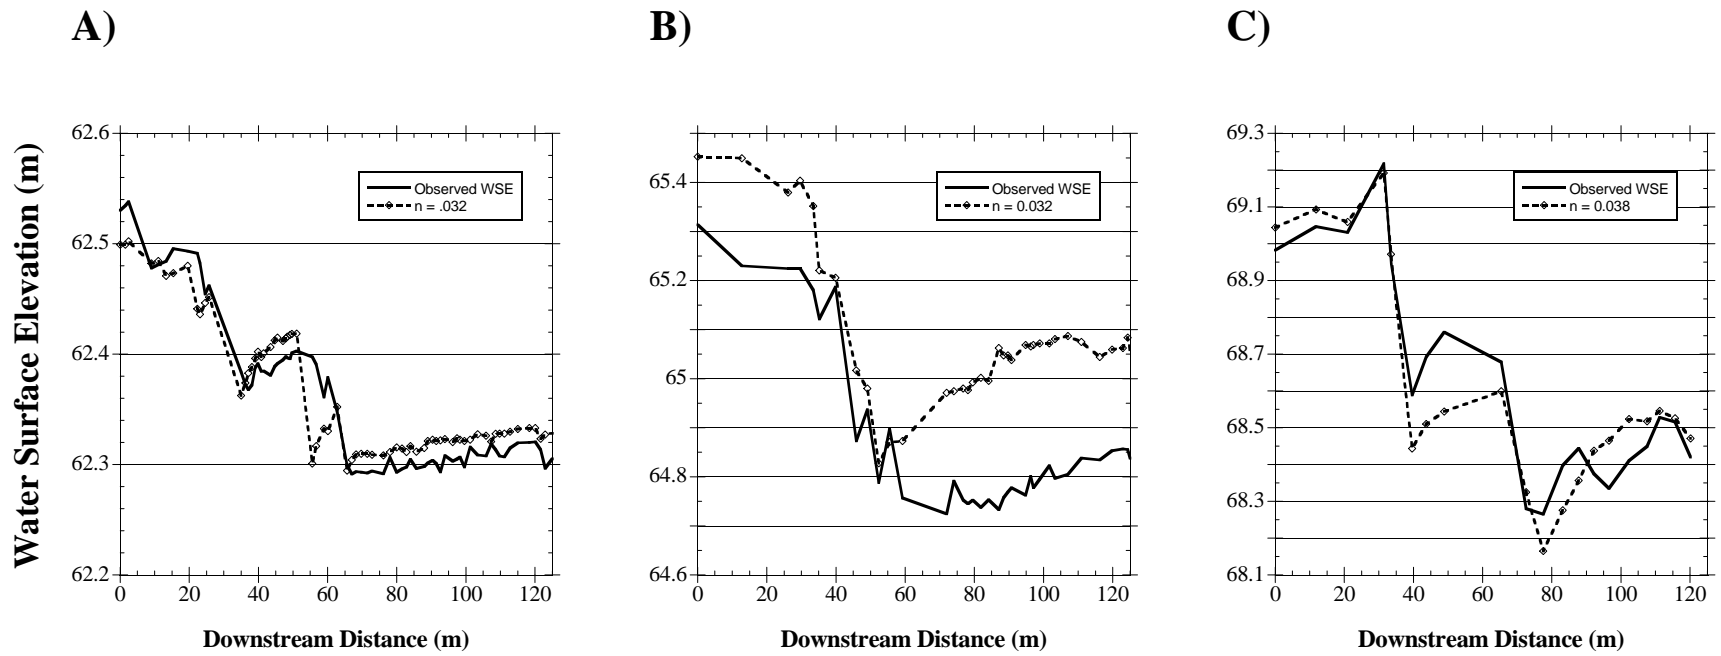 A)
B)
C)
Water Surface Elevation (m)
62.6
62.5
62.4
62.3
62.2
0 20 40 60 80 100 120
Observed WSE
n = .032
Downstream Distance (m)
65.4
65.2
65
64.8
64.6
0 20 40 60 80 100 120
Observed WSE
n = 0.032
Downstream Distance (m)
69.3
69.1
68.9
68.7
68.5
68.3
68.1
0 20 40 60 80 100 120
Observed WSE
n = 0.038
Downstream Distance (m)